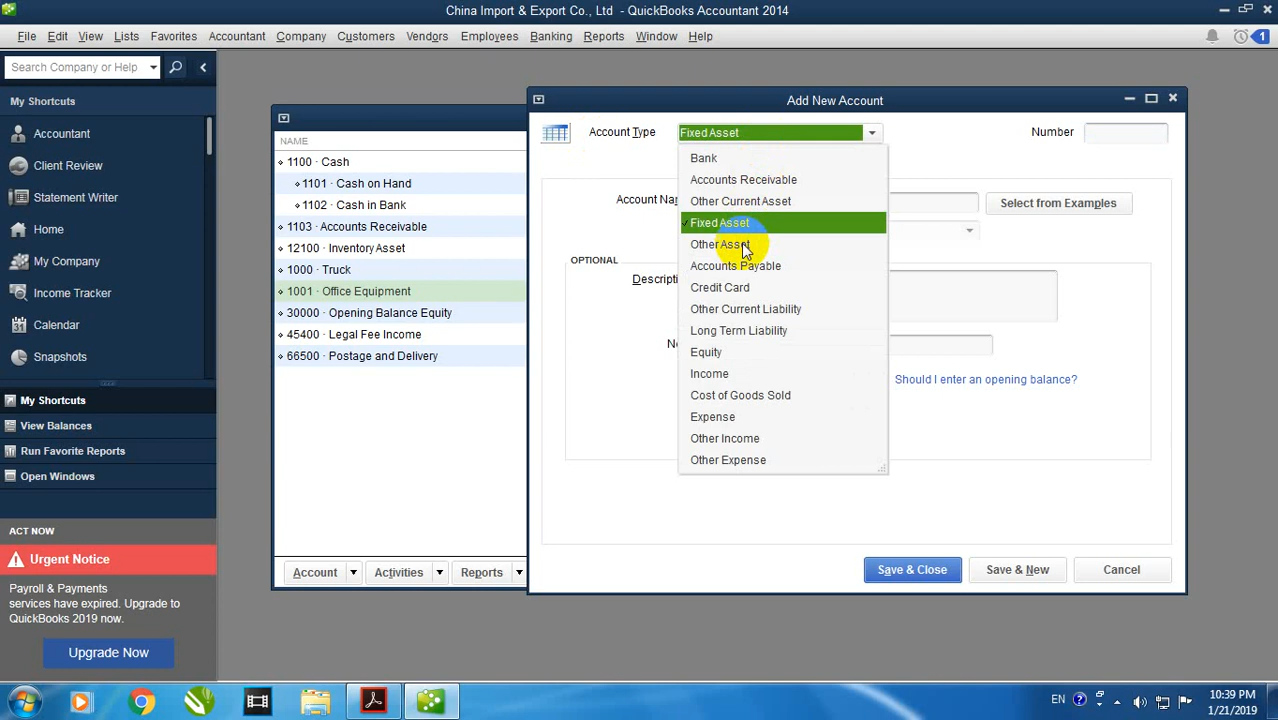 China Import & Export Co., Ltd - QuickBooks Accountant 2014
File Edit View Lists Favorites Accountant Company Customers Vendors Employees Banking Reports Window Help 1
Search Company or Help
My Shortcuts
Accountant
Client Review
Statement Writer
Home
My Company
Income Tracker
Calendar
Snapshots
My Shortcuts
View Balances
Run Favorite Reports
Open Windows
ACT NOW
Urgent Notice
Payroll & Payments
services have expired. Upgrade to
QuickBooks 2019 now.
Upgrade Now
NAME
1100 · Cash
1101 · Cash on Hand
1102 · Cash in Bank
1103 · Accounts Receivable
12100 · Inventory Asset
1000 · Truck
1001 · Office Equipment
30000 · Opening Balance Equity
45400 · Legal Fee Income
66500 · Postage and Delivery
Account Activities Reports
Add New Account
Account Type Fixed Asset Number
Bank
Accounts Receivable
Other Current Asset
Fixed Asset
Other Asset
Accounts Payable
Credit Card
Other Current Liability
Long Term Liability
Equity
Income
Cost of Goods Sold
Expense
Other Income
Other Expense
Account Na
Select from Examples
OPTIONAL
Descripti
No
Should I enter an opening balance?
Save & Close Save & New Cancel
EN
10:39 PM
1/21/2019